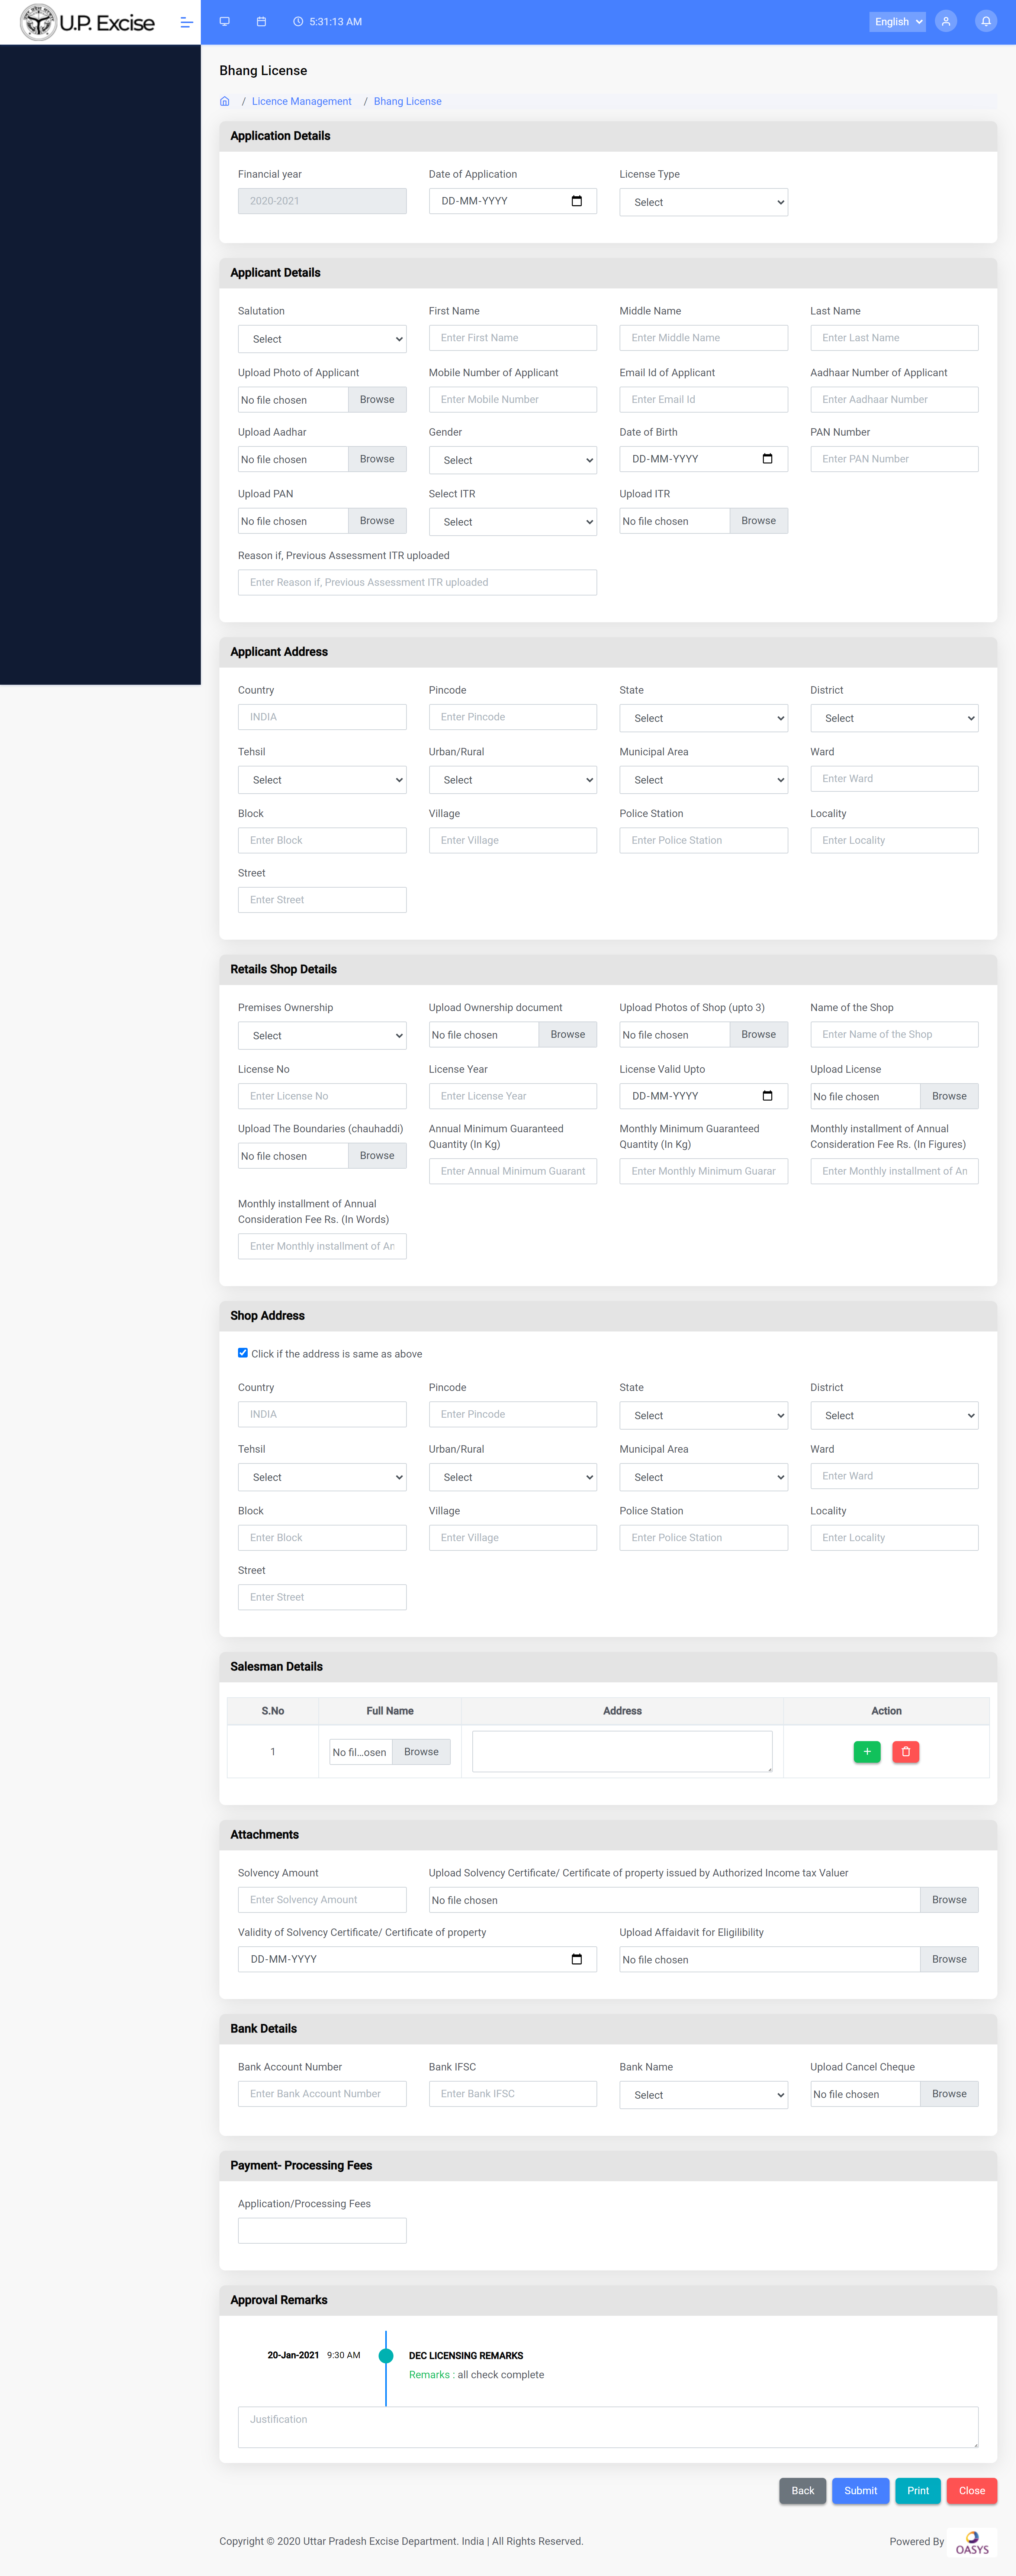 U.P. Excise
5:31:13 AM
English
Bhang License
/ Licence Management / Bhang License
Application Details
Financial year Date of Application License Type
2020-2021 DD-MM-YYYY Select
Applicant Details
Salutation First Name Middle Name Last Name
Select Enter First Name Enter Middle Name Enter Last Name
Upload Photo of Applicant Mobile Number of Applicant Email Id of Applicant Aadhaar Number of Applicant
No file chosen Browse Enter Mobile Number Enter Email Id Enter Aadhaar Number
Upload Aadhar Gender Date of Birth PAN Number
No file chosen Browse Select DD-MM-YYYY Enter PAN Number
Upload PAN Select ITR Upload ITR
No file chosen Browse Select No file chosen Browse
Reason if, Previous Assessment ITR uploaded
Enter Reason if, Previous Assessment ITR uploaded
Applicant Address
Country Pincode State District
INDIA Enter Pincode Select Select
Tehsil Urban/Rural Municipal Area Ward
Select Select Select Enter Ward
Block Village Police Station Locality
Enter Block Enter Village Enter Police Station Enter Locality
Street
Enter Street
Retails Shop Details
Premises Ownership Upload Ownership document Upload Photos of Shop (upto 3) Name of the Shop
Select No file chosen Browse No file chosen Browse Enter Name of the Shop
License No License Year License Valid Upto Upload License
Enter License No Enter License Year DD-MM-YYYY No file chosen Browse
Upload The Boundaries (chauhaddi) Annual Minimum Guaranteed Quantity (In Kg) Monthly Minimum Guaranteed Quantity (In Kg) Monthly installment of Annual Consideration Fee Rs. (In Figures)
No file chosen Browse Enter Annual Minimum Guarant Enter Monthly Minimum Guarar Enter Monthly installment of An
Monthly installment of Annual
Consideration Fee Rs. (In Words)
Enter Monthly installment of An
Shop Address
Click if the address is same as above
Country Pincode State District
INDIA Enter Pincode Select Select
Tehsil Urban/Rural Municipal Area Ward
Select Select Select Enter Ward
Block Village Police Station Locality
Enter Block Enter Village Enter Police Station Enter Locality
Street
Enter Street
Salesman Details
S.No Full Name Address Action
1 No fil...osen Browse
Attachments
Solvency Amount Upload Solvency Certificate/ Certificate of property issued by Authorized Income tax Valuer
Enter Solvency Amount No file chosen Browse
Validity of Solvency Certificate/ Certificate of property Upload Affaidavit for Eligilibility
DD-MM-YYYY No file chosen Browse
Bank Details
Bank Account Number Bank IFSC Bank Name Upload Cancel Cheque
Enter Bank Account Number Enter Bank IFSC Select No file chosen Browse
Payment- Processing Fees
Application/Processing Fees
Approval Remarks
20-Jan-2021 9:30 AM DEC LICENSING REMARKS
Remarks : all check complete
Justification
Back Submit Print Close
Copyright © 2020 Uttar Pradesh Excise Department. India | All Rights Reserved. Powered By OASYS